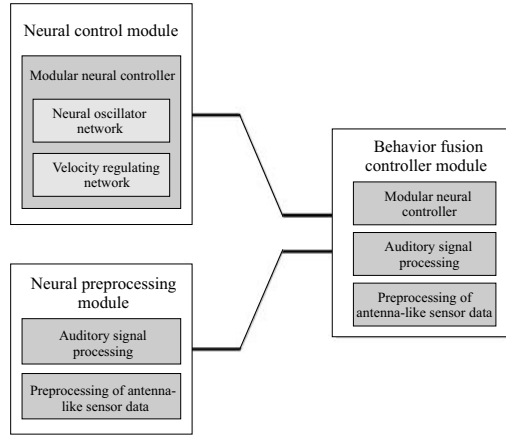 Neural control module
Modular neural controller
Neural oscillator
network
Velocity regulating
network
Neural preprocessing
module
Auditory signal
processing
Preprocessing of antenna-
like sensor data
Behavior fusion
controller module
Modular neural
controller
Auditory signal
processing
Preprocessing of
antenna-like sensor data